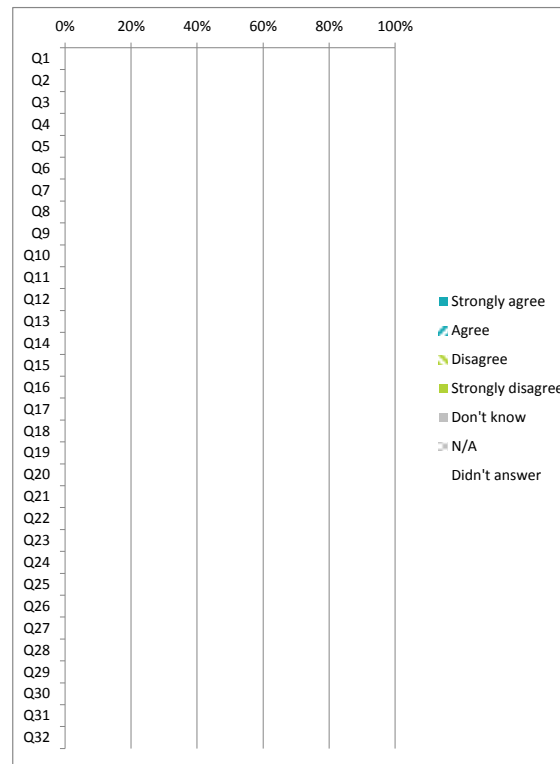 0% 20% 40% 60% 80% 100%
Q1
Q2
Q3
Q4
Q5
Q6
Q7
Q8
Q9
Q10
Q11
Q12
Q13
Q14
Q15
Q16
Q17
Q18
Q19
Q20
Q21
Q22
Q23
Q24
Q25
Q26
Q27
Q28
Q29
Q30
Q31
Q32
Strongly agree
Agree
Disagree
Strongly disagree
Don't know
N/A
Didn't answer